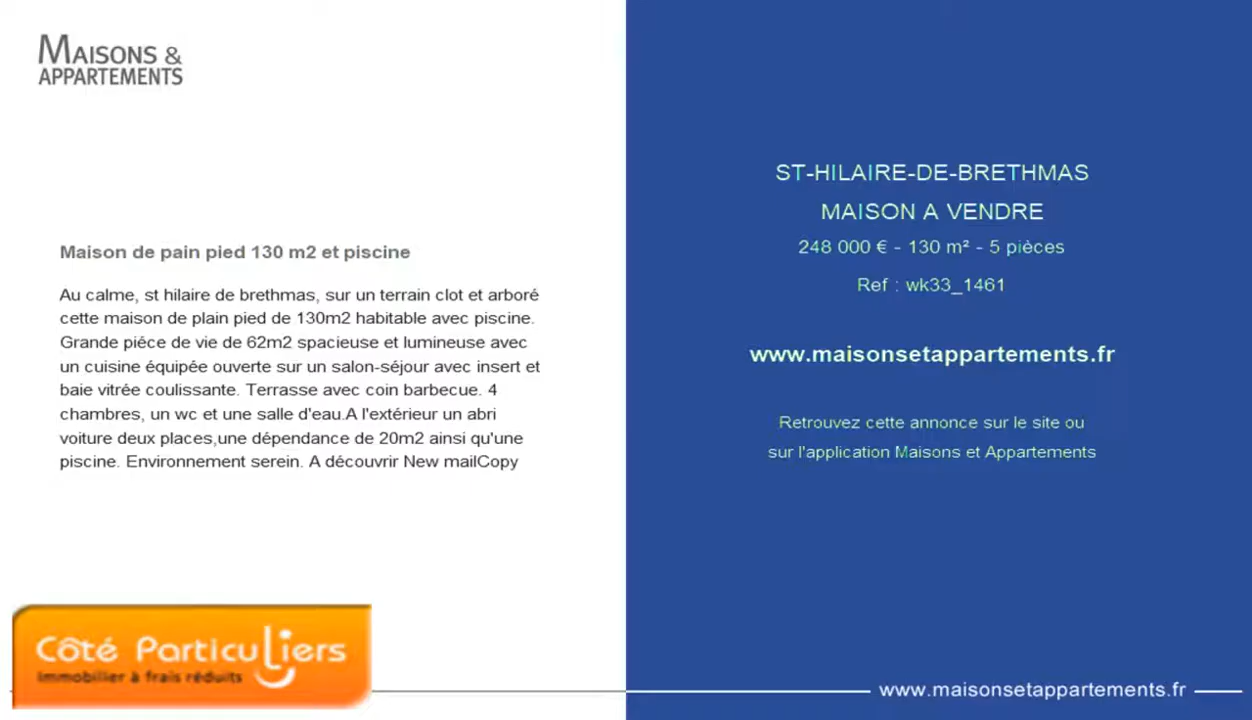 MAISONS &
APPARTEMENTS
Maison de pain pied 130 m2 et piscine
Au calme, st hilaire de brethmas, sur un terrain clot et arboré
cette maison de plain pied de 130m2 habitable avec piscine.
Grande piéce de vie de 62m2 spacieuse et lumineuse avec
un cuisine équipée ouverte sur un salon-séjour avec insert et
baie vitrée coulissante. Terrasse avec coin barbecue. 4
chambres, un wc et une salle d'eau.A l'extérieur un abri
voiture deux places,une dépendance de 20m2 ainsi qu'une
piscine. Environnement serein. A découvrir New mailCopy
Côté Particuliers
Immobilier à frais réduits
ST-HILAIRE-DE-BRETHMAS
MAISON A VENDRE
248 000 € - 130 m² - 5 pièces
Ref : wk33_1461
www.maisonsetappartements.fr
Retrouvez cette annonce sur le site ou
sur l'application Maisons et Appartements
www.maisonsetappartements.fr